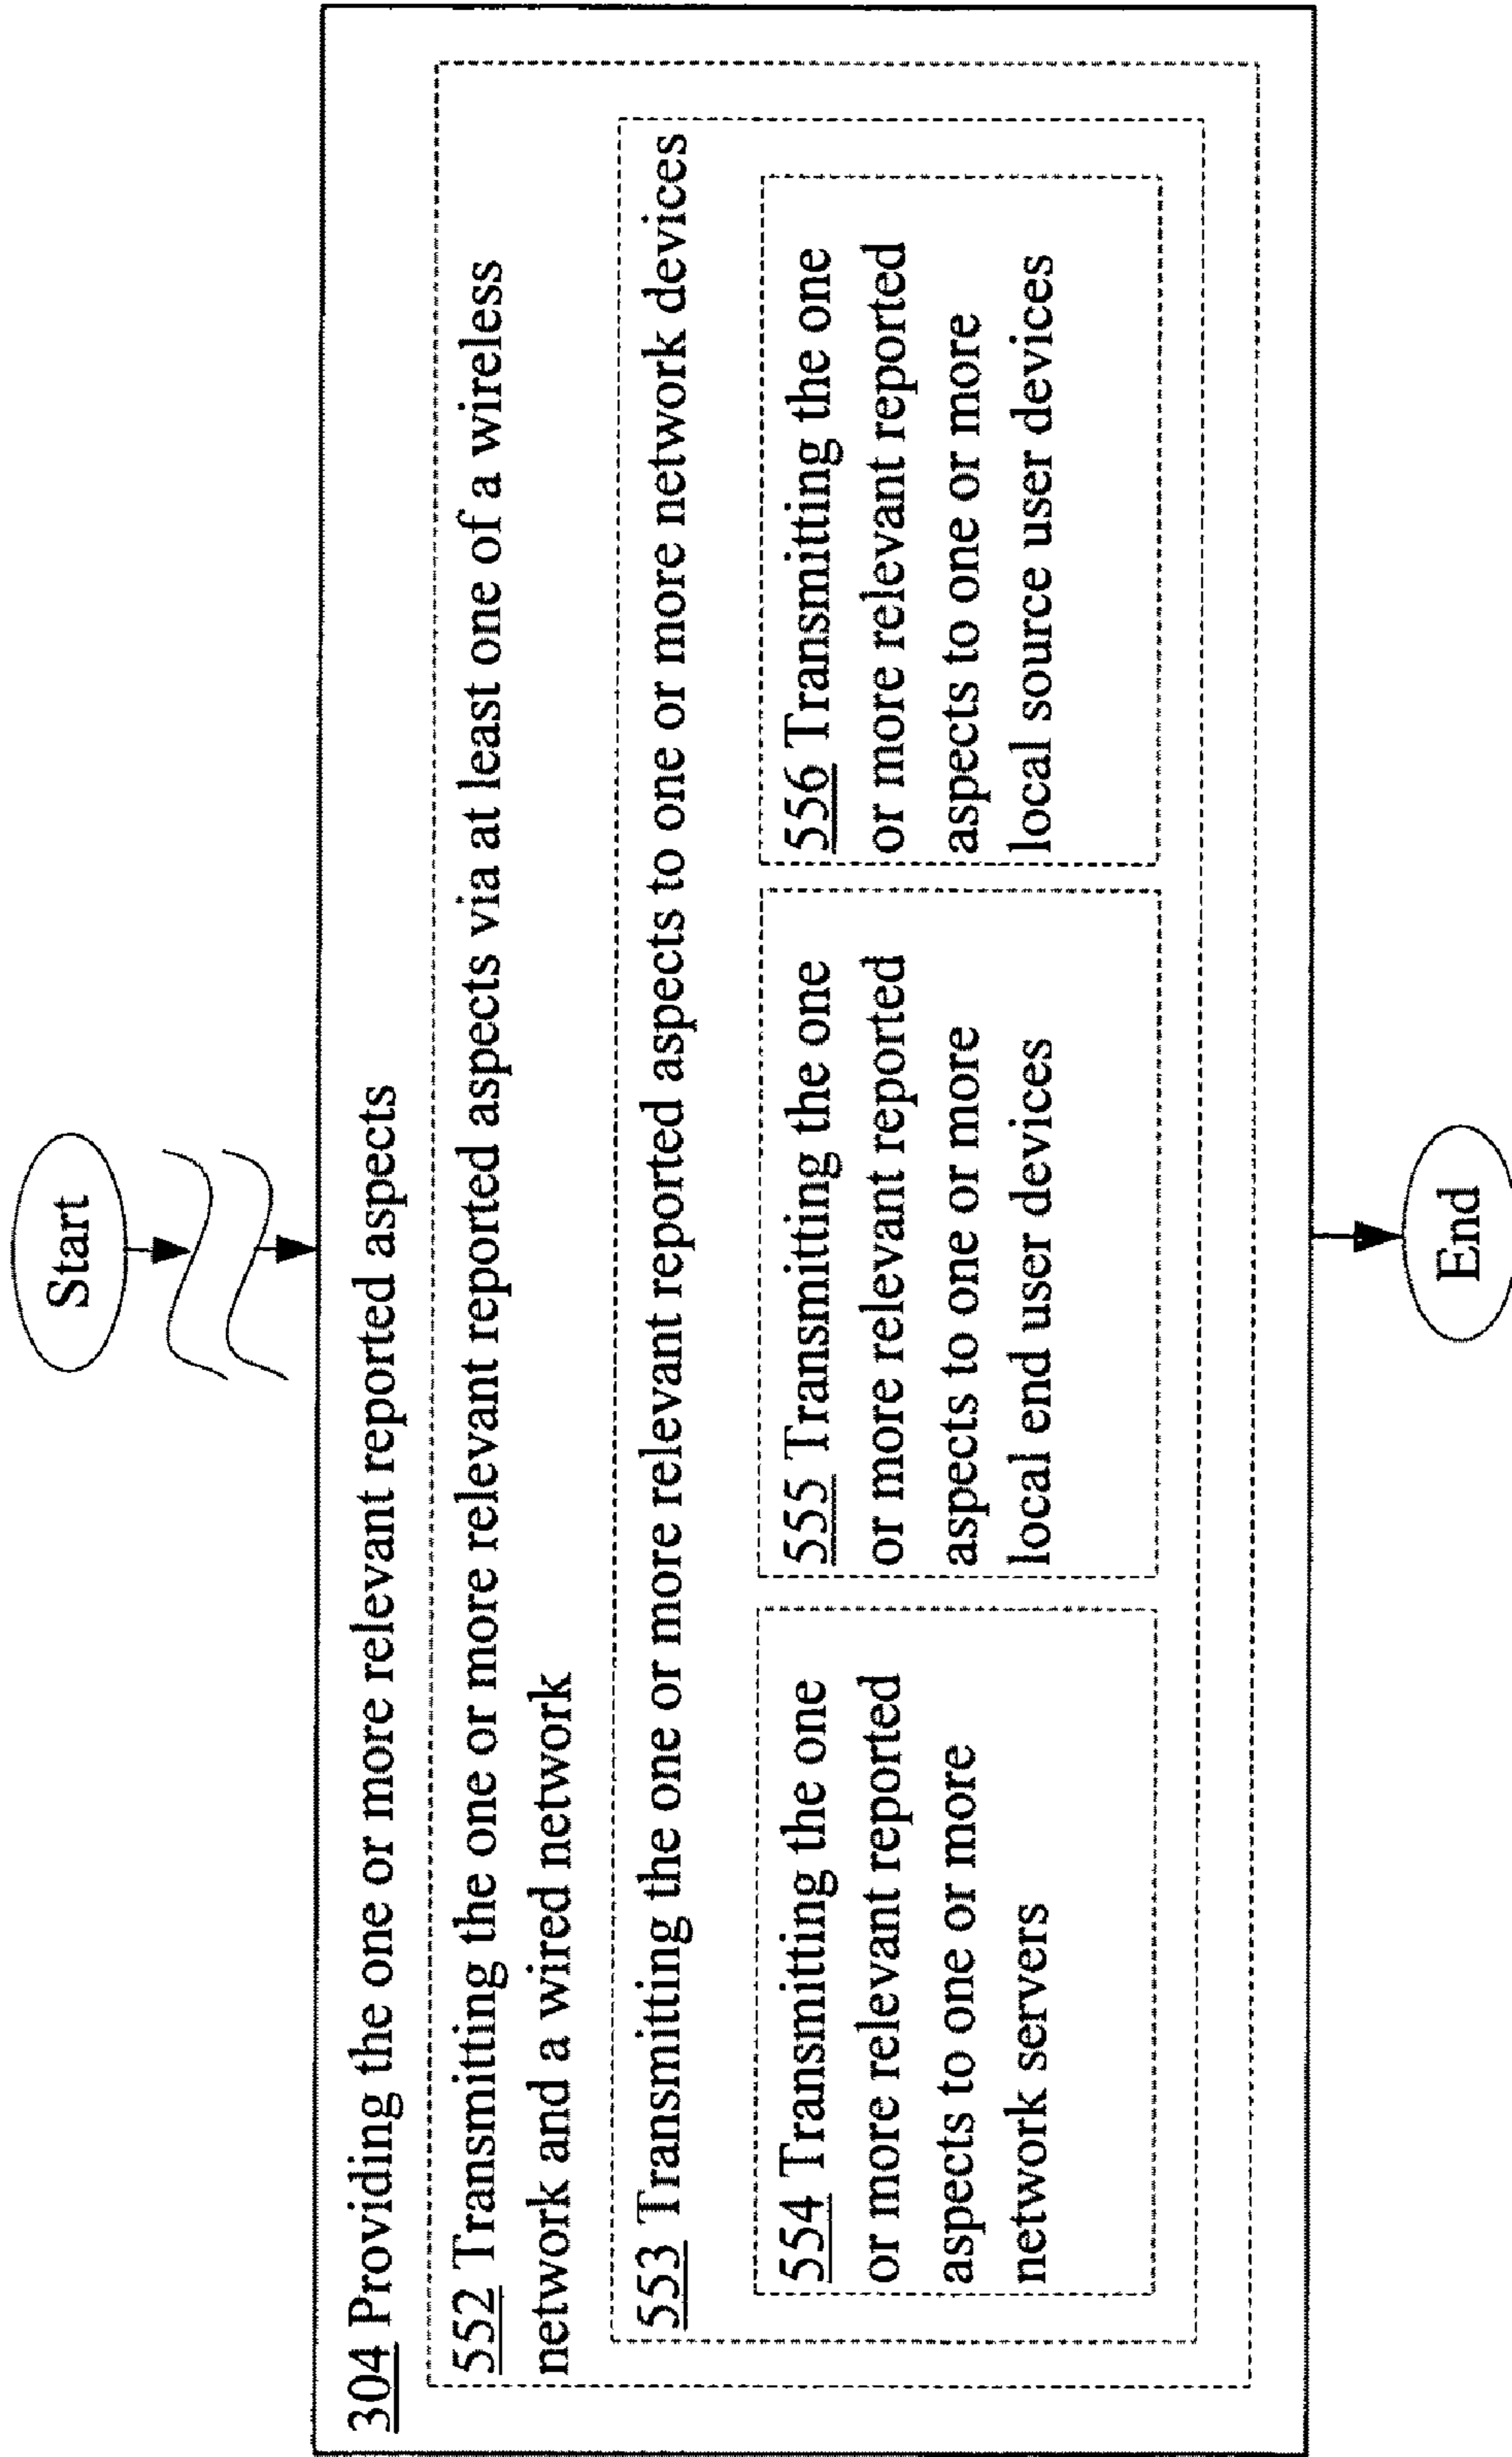 Start
304 Providing the one or more relevant reported aspects
552 Transmitting the one or more relevant reported aspects via at least one of a wireless
network and a wired network
553 Transmitting the one or more relevant reported aspects to one or more network devices
554 Transmitting the one
or more relevant reported
aspects to one or more
network servers
555 Transmitting the one
or more relevant reported
aspects to one or more
local end user devices
556 Transmitting the one
or more relevant reported
aspects to one or more
local source user devices
End